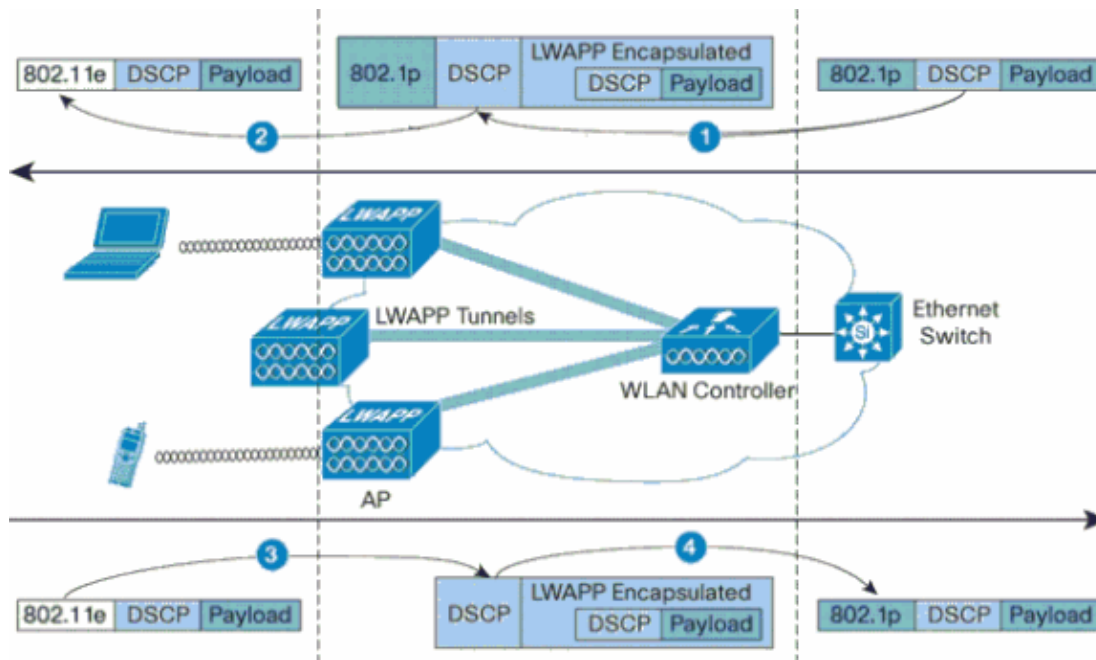 802.11e DSCP Payload
802.1p DSCP LWAPP Encapsulated
DSCP Payload
802.1p DSCP Payload
2
1
LWAPP
LWAPP
LWAPP Tunnels
Si
Ethernet
Switch
WLAN Controller
LWAPP
AP
3
4
802.11e DSCP Payload
DSCP LWAPP Encapsulated
DSCP Payload
802.1p DSCP Payload